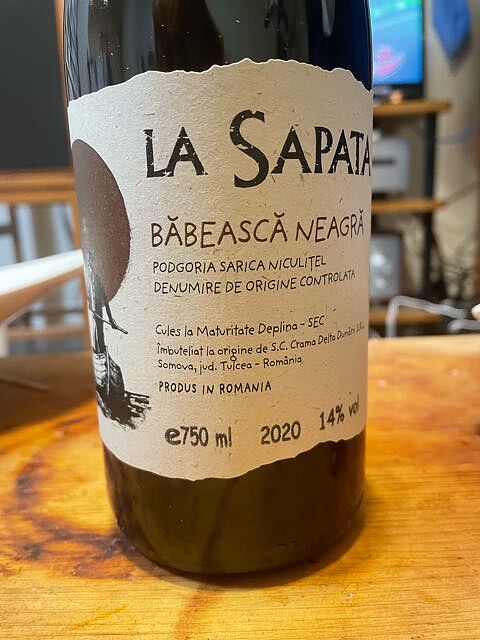 LA SAPATA
BĂBEASCĂ NEAGRĂ
PODGORIA SARICA NICULIȚEL
DENUMIRE DE ORIGINE CONTROLATA
Cules la Maturitate Deplina - SEC
Îmbuteliat la origine de S.C. Crama Delta Dunării
Somova, jud. Tulcea - România
PRODUS IN ROMANIA
e750 ml 2020 14% vol